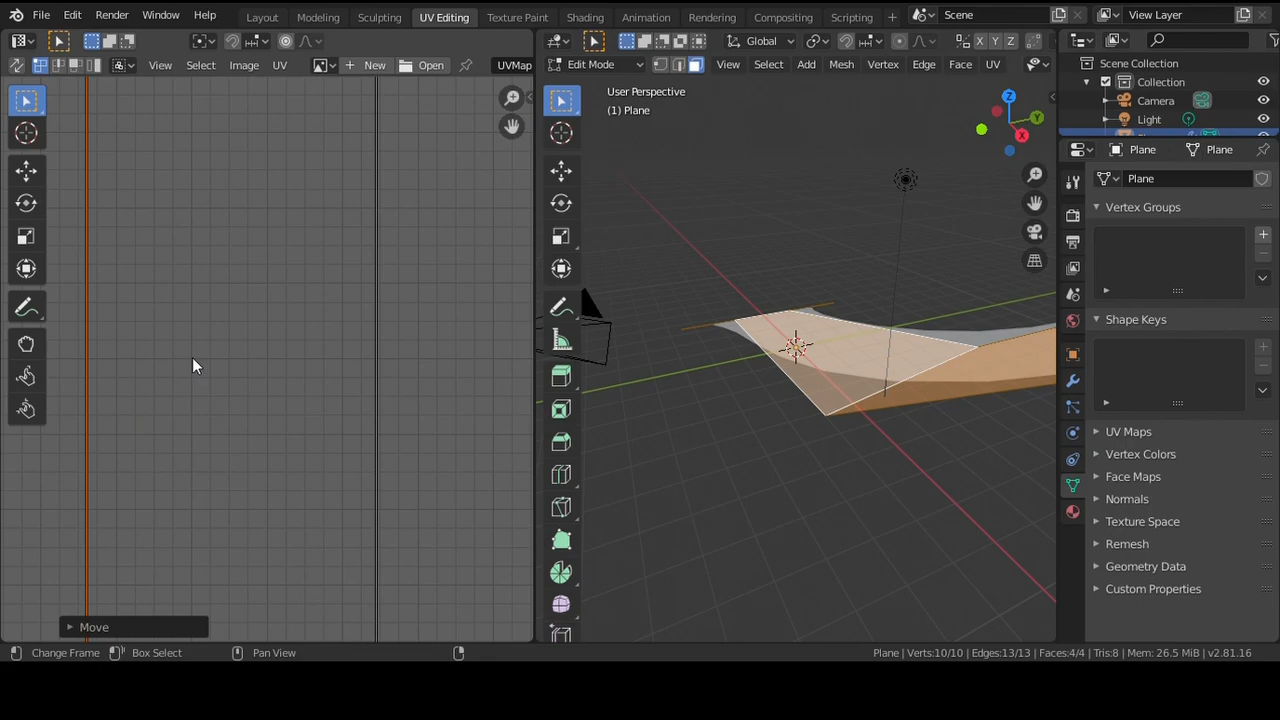 File Edit Render Window Help Layout Modeling Sculpting UV Editing Texture Paint Shading Animation Rendering Compositing Scripting + Scene View Layer
View Select Image UV New Open UVMap
Global X Y Z
Edit Mode View Select Add Mesh Vertex Edge Face UV
User Perspective
(1) Plane
Z
Y
X
Scene Collection
Collection
Camera
Light
Plane Plane
Plane
Vertex Groups
Shape Keys
UV Maps
Vertex Colors
Face Maps
Normals
Texture Space
Remesh
Geometry Data
Custom Properties
Move
Change Frame Box Select Pan View Plane | Verts:10/10 | Edges:13/13 | Faces:4/4 | Tris:8 | Mem: 26.5 MiB | v2.81.16